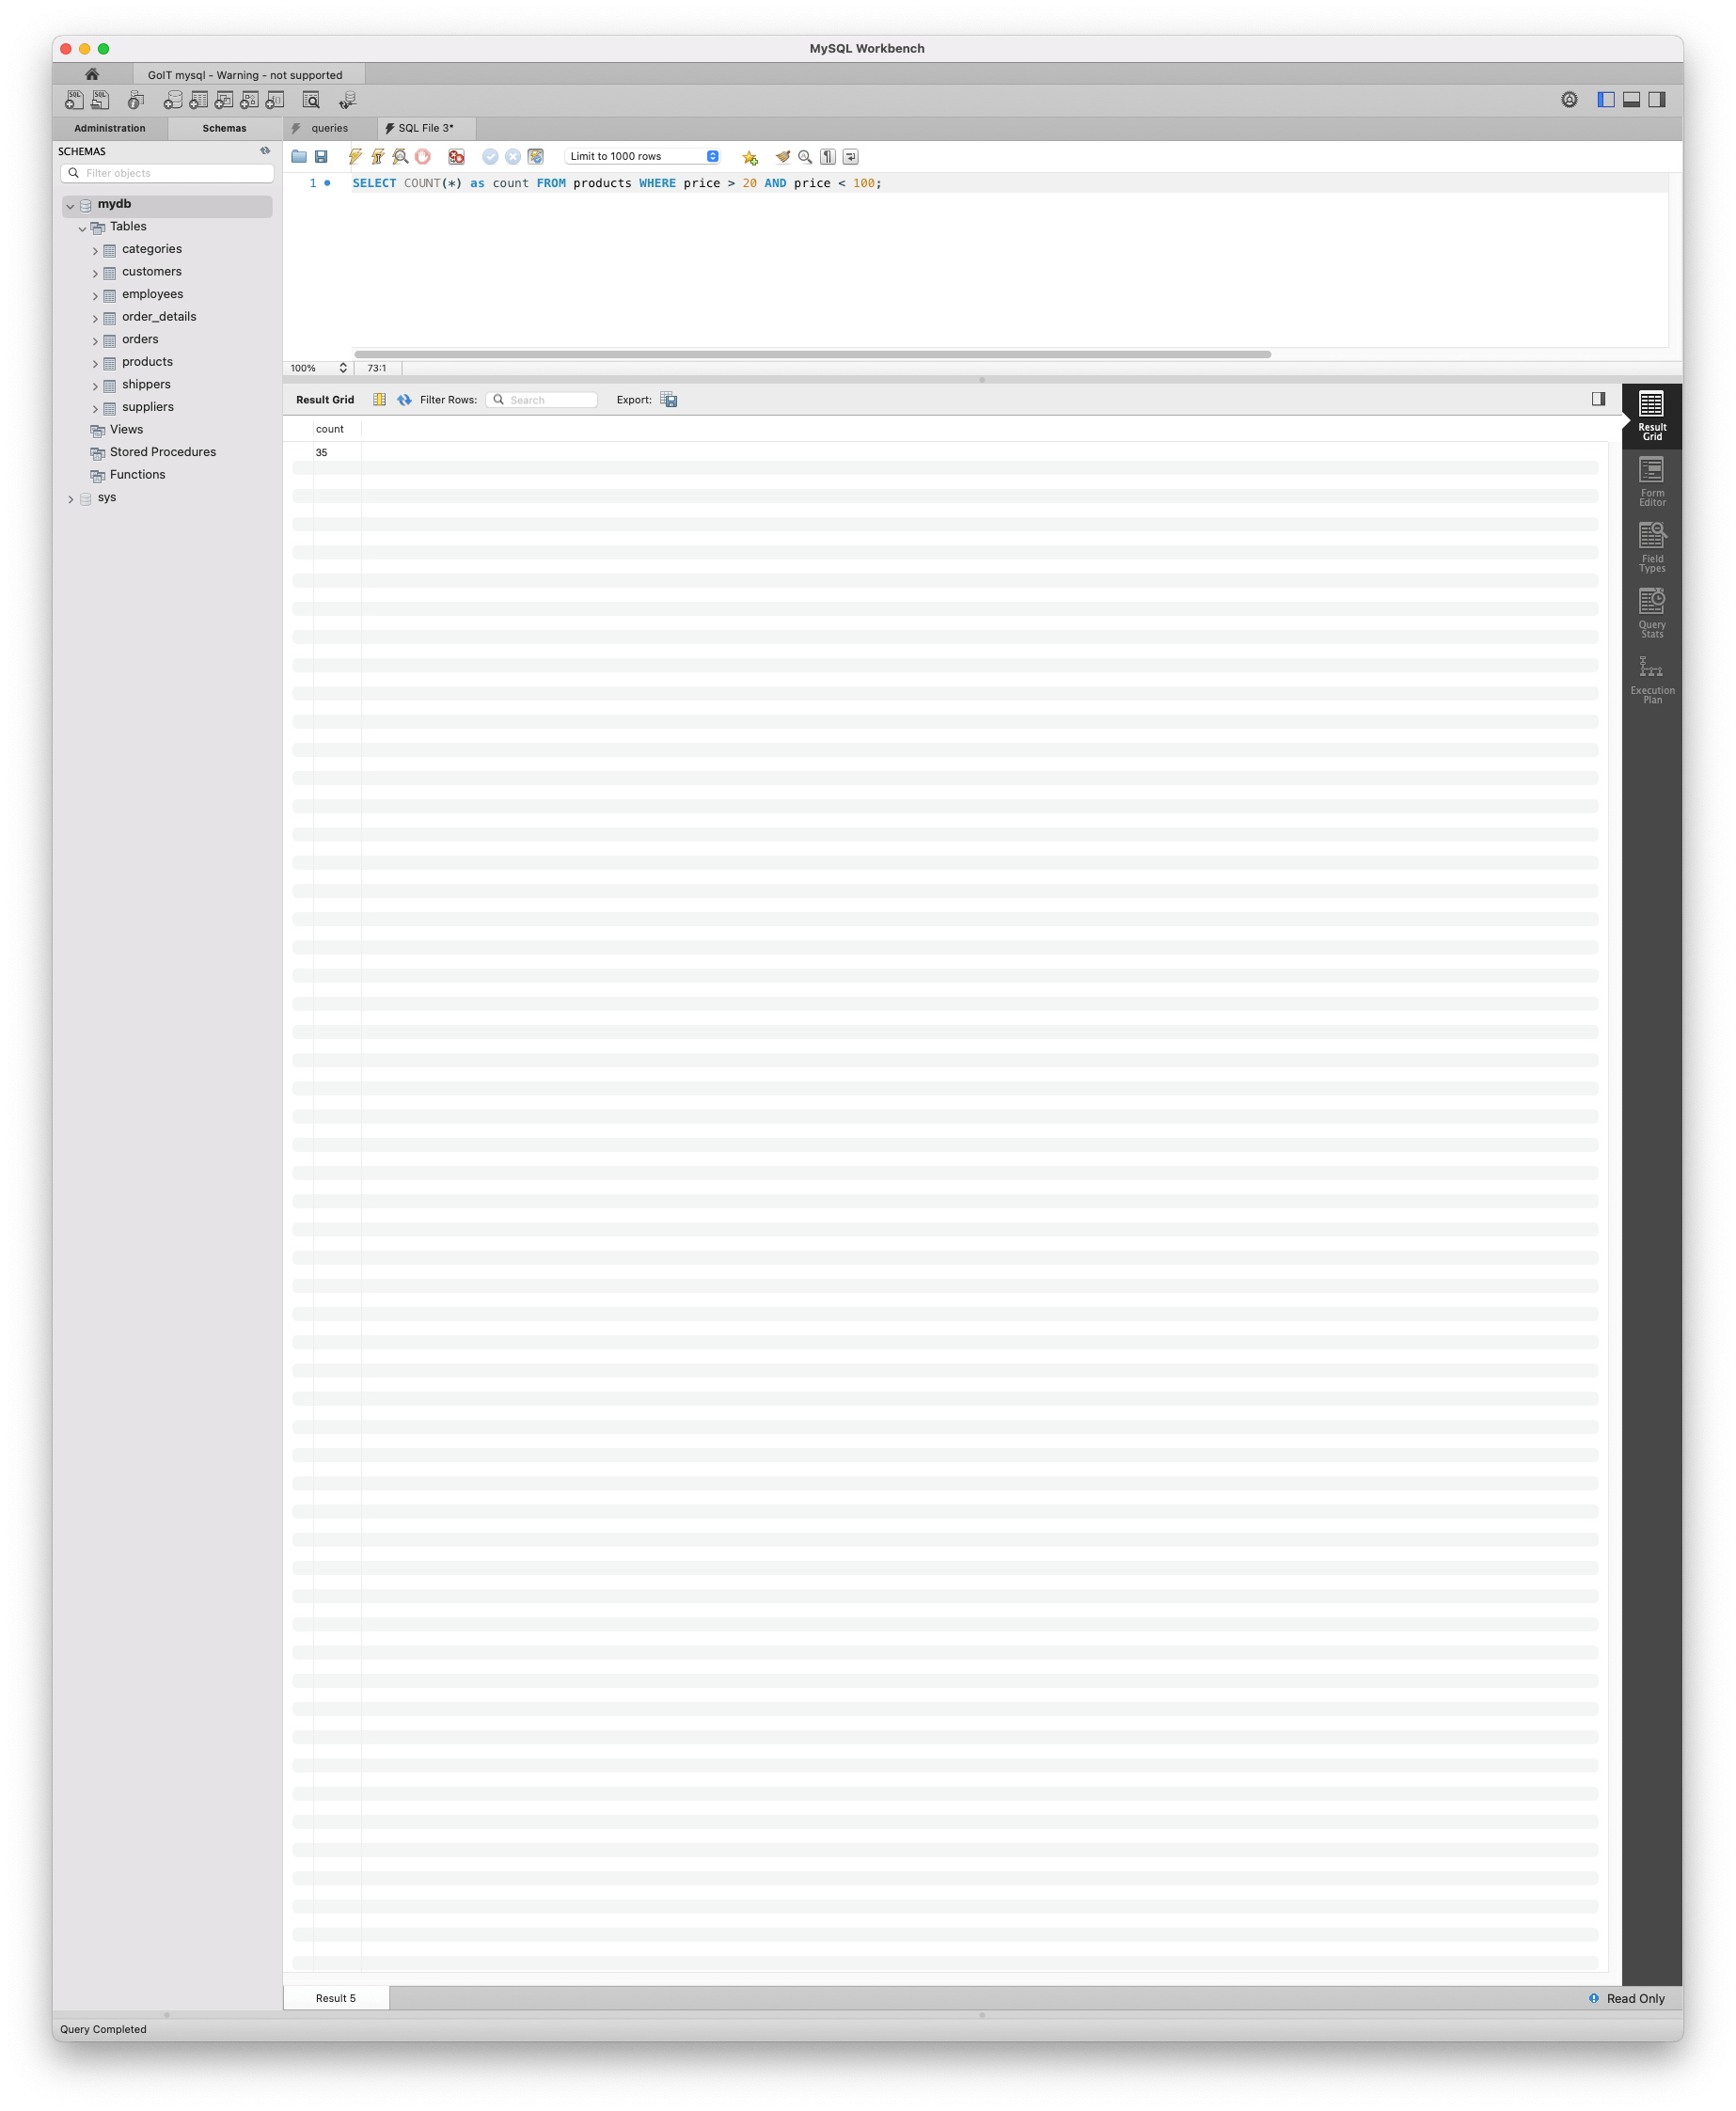 MySQL Workbench
GoIT mysql - Warning - not supported
Administration
Schemas
queries
SQL File 3*
SCHEMAS
Filter objects
Limit to 1000 rows
1
SELECT COUNT(*) as count FROM products WHERE price > 20 AND price < 100;
mydb
Tables
categories
customers
employees
order_details
orders
products
shippers
suppliers
Views
Stored Procedures
Functions
sys
100%
73:1
Result Grid
Filter Rows:
Search
Export:
count
35
Result
Grid
Form
Editor
Field
Types
Query
Stats
Execution
Plan
Result 5
Read Only
Query Completed